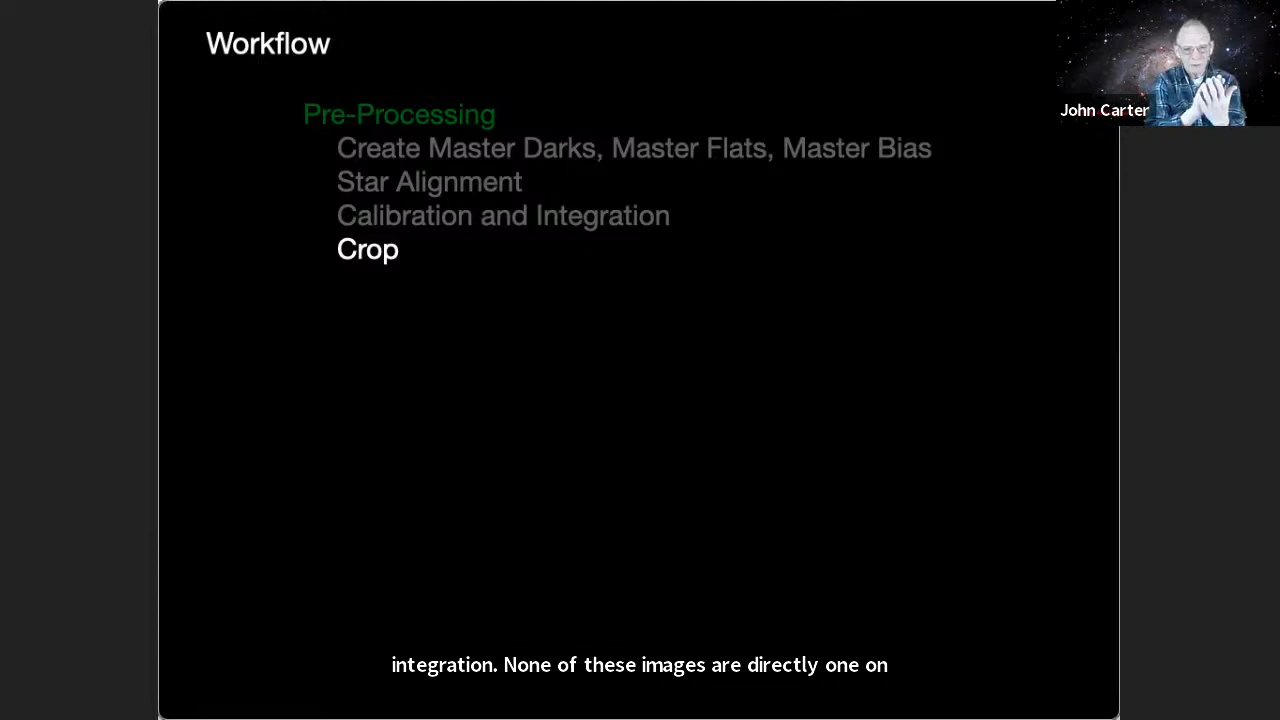 Workflow
John Carter
Pre-Processing
Create Master Darks, Master Flats, Master Bias
Star Alignment
Calibration and Integration
Crop
integration. None of these images are directly one on